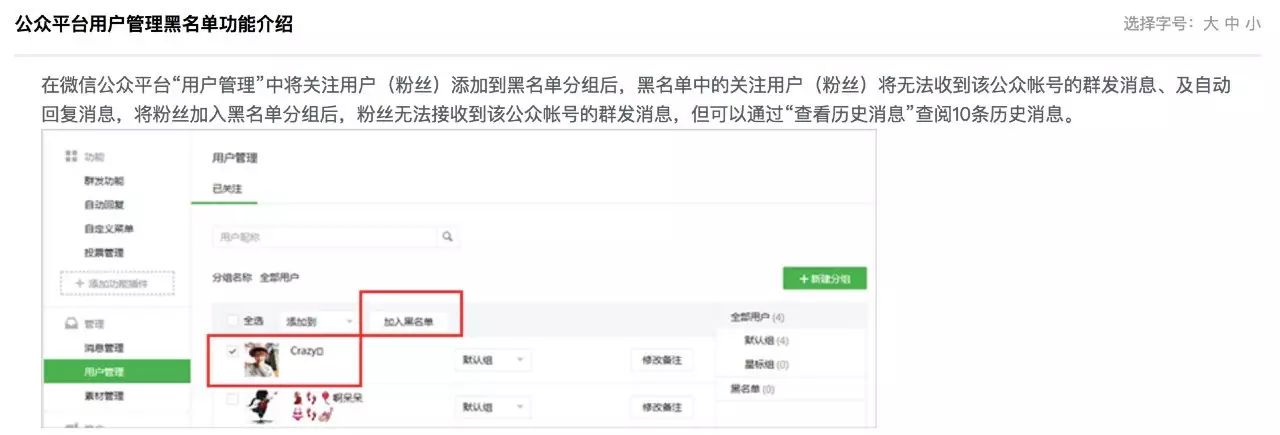 公众平台用户管理黑名单功能介绍
选择字号：大 中 小
在微信公众平台“用户管理”中将关注用户（粉丝）添加到黑名单分组后，黑名单中的关注用户（粉丝）将无法收到该公众帐号的群发消息、及自动
回复消息，将粉丝加入黑名单分组后，粉丝无法接收到该公众帐号的群发消息，但可以通过“查看历史消息”查阅10条历史消息。
功能
群发功能
自动回复
自定义菜单
投票管理
+ 添加功能插件
管理
消息管理
用户管理
素材管理
用户管理
已关注
用户昵称
分组名称 全部用户
+ 新建分组
全选 添加到 加入黑名单
Crazy 默认组 修改备注
啊呆呆 默认组 修改备注
全部用户 (4)
默认组 (4)
星标组 (0)
黑名单 (0)